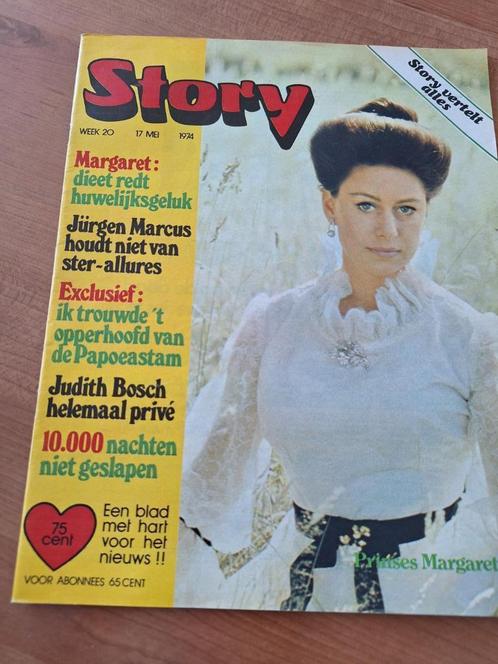 Story
Story vertelt
alles
WEEK 20 17 MEI 1974
Margaret:
dieet redt
huwelijksgeluk
Jürgen Marcus
houdt niet van
ster-allures
Exclusief:
ik trouwde 't
opperhoofd van
de Papoeastam
Judith Bosch
helemaal privé
10.000 nachten
niet geslapen
75
cent
Een blad
met hart
voor het
nieuws !!
VOOR ABONNEES 65 CENT
Prinses Margaret